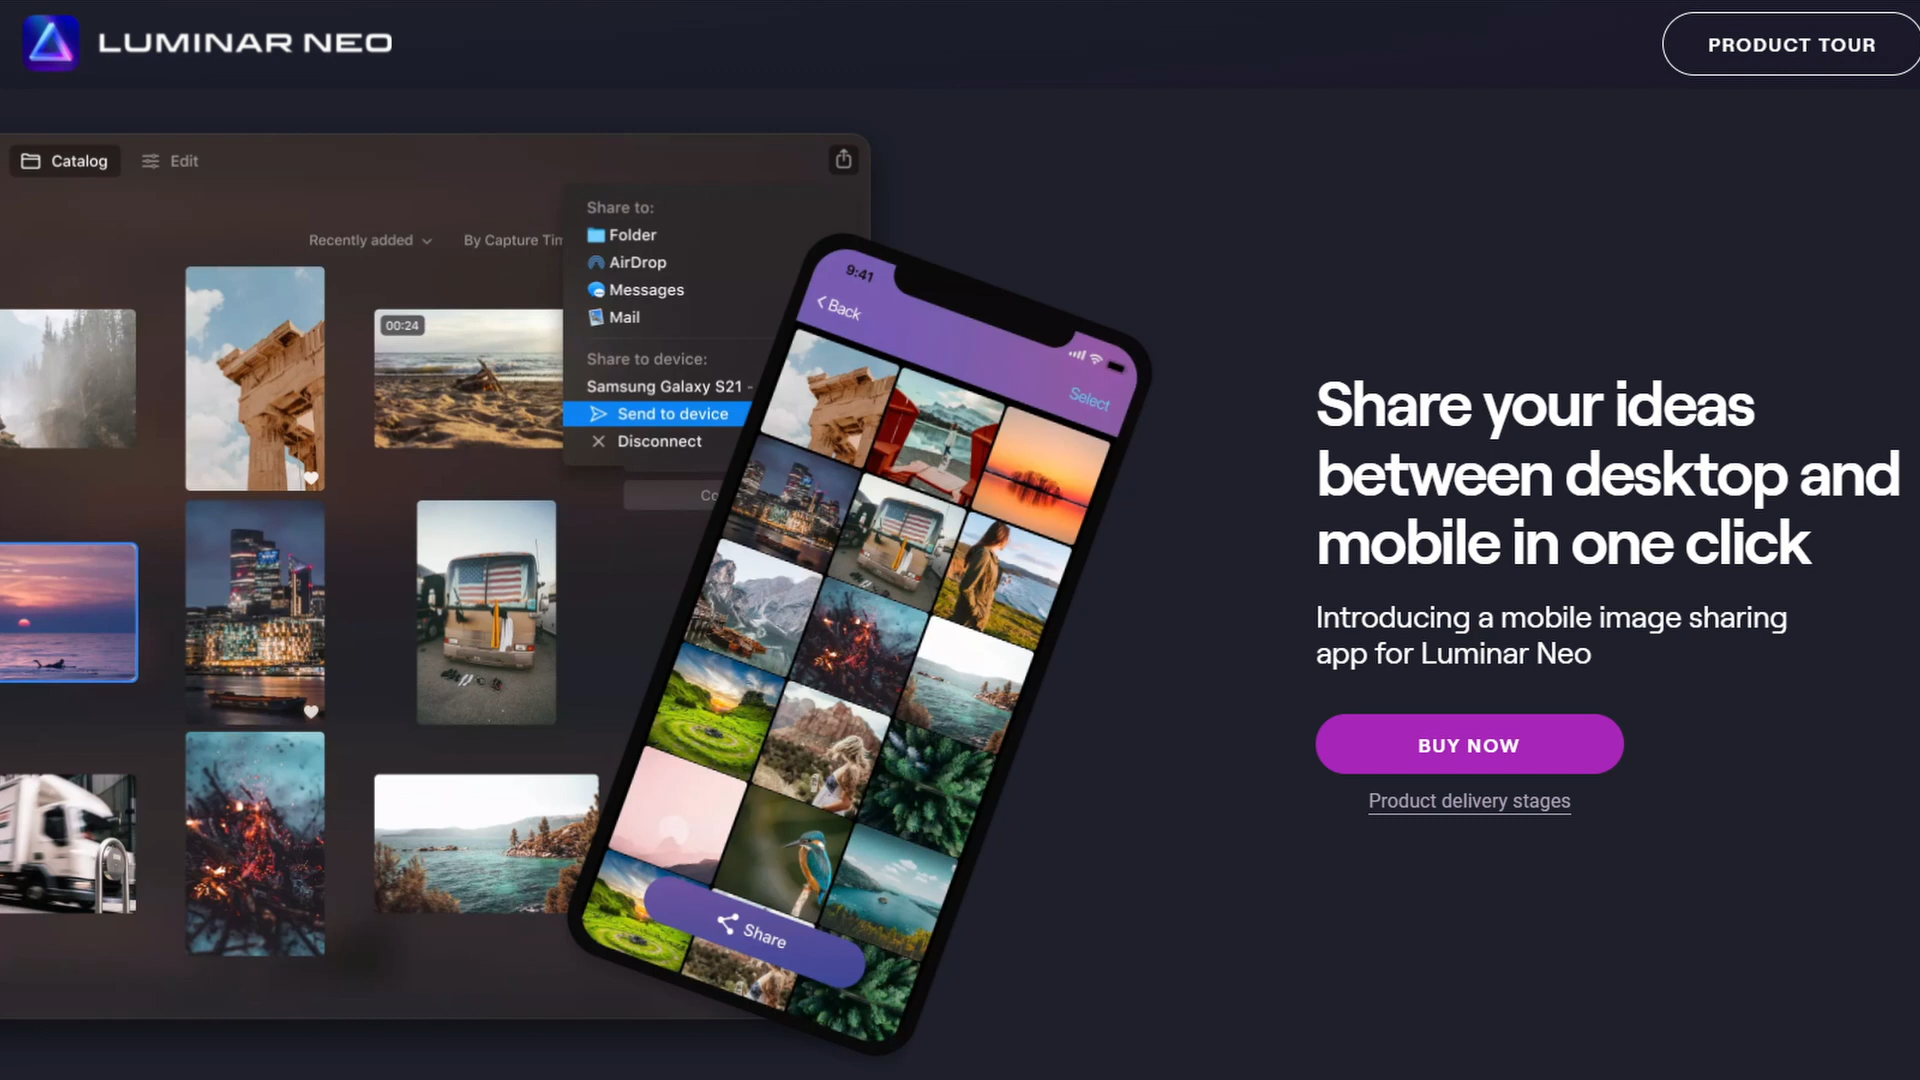 LUMINAR NEO
PRODUCT TOUR
Catalog
Edit
Recently added
By Capture
Share to:
Folder
AirDrop
Messages
Mail
Share to device:
Samsung Galaxy S21 -
Send to device
Disconnect
00:24
9:41
Back
Select
Share
Share your ideas
between desktop and
mobile in one click
Introducing a mobile image sharing
app for Luminar Neo
BUY NOW
Product delivery stages